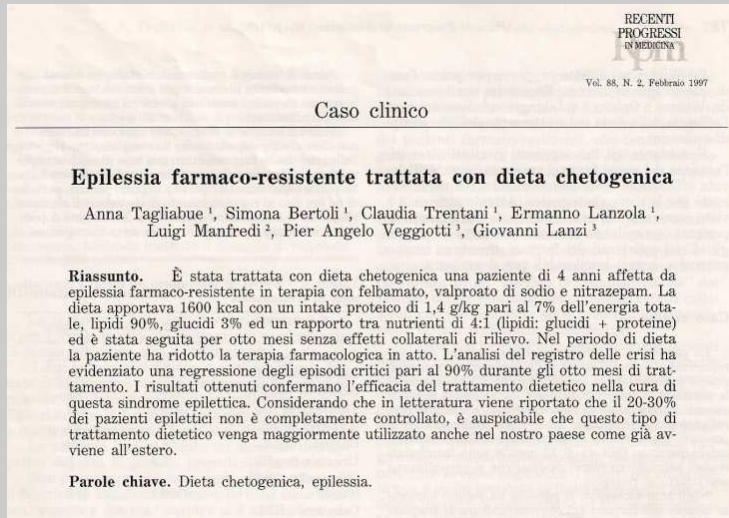 RECENTI
PROGRESSI
IN MEDICINA
Rpm
Vol. 88, N. 2, Febbraio 1997
Caso clinico
Epilessia farmaco-resistente trattata con dieta chetogenica
Anna Tagliabue ¹, Simona Bertoli ¹, Claudia Trentani ¹, Ermanno Lanzola ¹,
Luigi Manfredi ², Pier Angelo Veggiotti ³, Giovanni Lanzi ³
Riassunto. È stata trattata con dieta chetogenica una paziente di 4 anni affetta da
epilessia farmaco-resistente in terapia con felbamato, valproato di sodio e nitrazepam. La
dieta apportava 1600 kcal con un intake proteico di 1,4 g/kg pari al 7% dell'energia tota-
le, lipidi 90%, glucidi 3% ed un rapporto tra nutrienti di 4:1 (lipidi: glucidi + proteine)
ed è stata seguita per otto mesi senza effetti collaterali di rilievo. Nel periodo di dieta
la paziente ha ridotto la terapia farmacologica in atto. L'analisi del registro delle crisi ha
evidenziato una regressione degli episodi critici pari al 90% durante gli otto mesi di trat-
tamento. I risultati ottenuti confermano l'efficacia del trattamento dietetico nella cura di
questa sindrome epilettica. Considerando che in letteratura viene riportato che il 20-30%
dei pazienti epilettici non è completamente controllato, è auspicabile che questo tipo di
trattamento dietetico venga maggiormente utilizzato anche nel nostro paese come già av-
viene all'estero.
Parole chiave. Dieta chetogenica, epilessia.